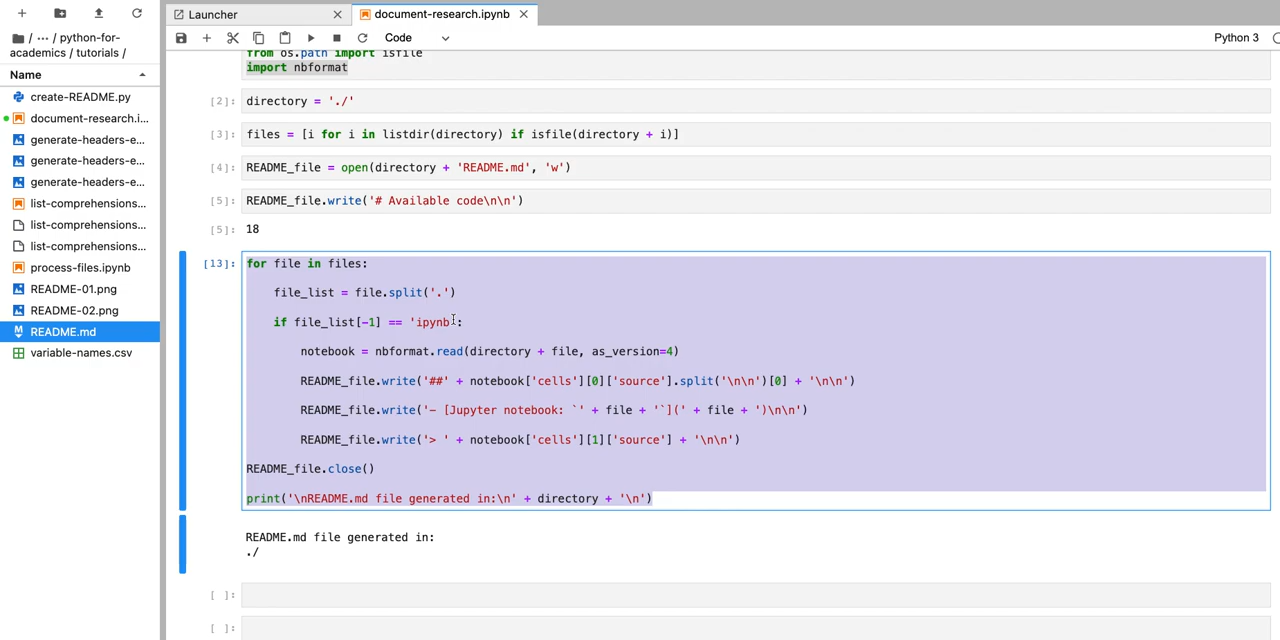 Launcher
document-research.ipynb
/ ··· / python-for-
academics / tutorials /
Code
Python 3
Name
create-README.py
document-research.i...
generate-headers-e...
generate-headers-e...
generate-headers-e...
list-comprehensions...
list-comprehensions...
list-comprehensions...
process-files.ipynb
README-01.png
README-02.png
README.md
variable-names.csv
from os.path import isfile
import nbformat
[2]: directory = './'
[3]: files = [i for i in listdir(directory) if isfile(directory + i)]
[4]: README_file = open(directory + 'README.md', 'w')
[5]: README_file.write('# Available code\n\n')
[5]: 18
[13]: for file in files:
file_list = file.split('.')
if file_list[-1] == 'ipynb':
notebook = nbformat.read(directory + file, as_version=4)
README_file.write('##' + notebook['cells'][0]['source'].split('\n\n')[0] + '\n\n')
README_file.write('- [Jupyter notebook: `' + file + '`](' + file + ')\n\n')
README_file.write('> ' + notebook['cells'][1]['source'] + '\n\n')
README_file.close()
print('\nREADME.md file generated in:\n' + directory + '\n')
README.md file generated in:
./
[ ]:
[ ]: